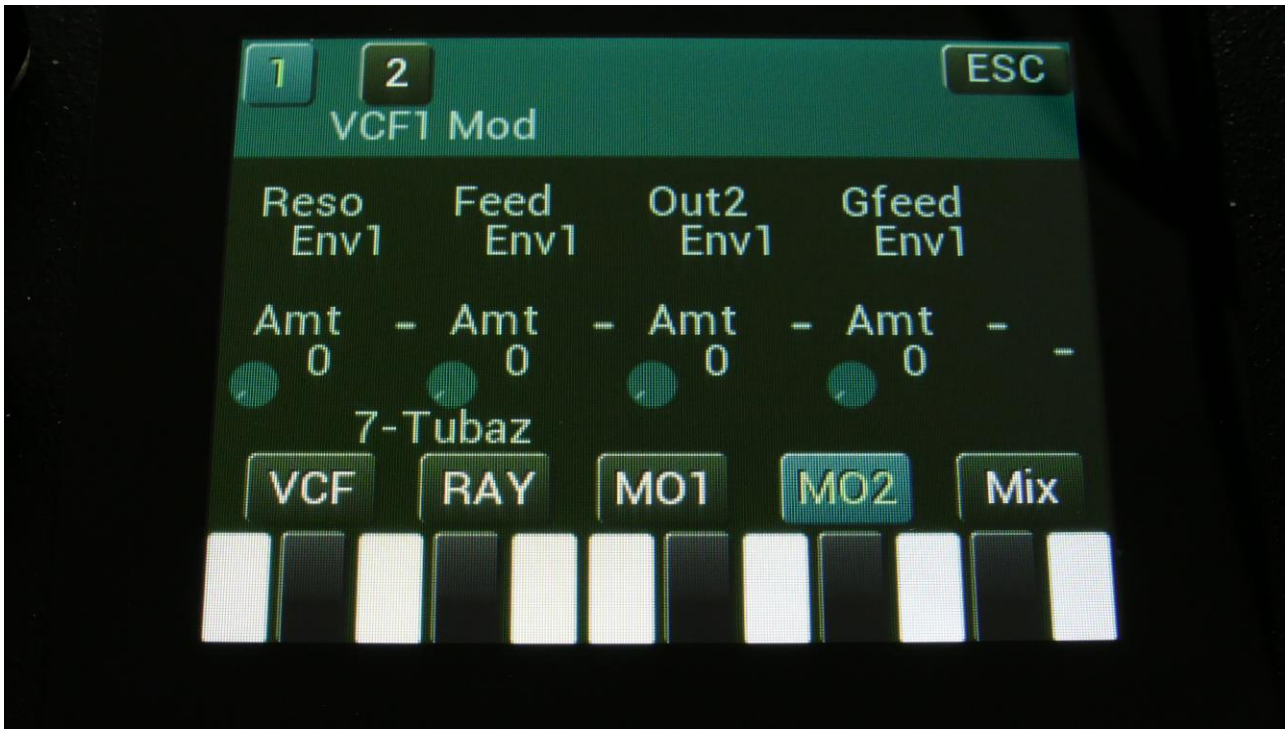 1 2 ESC
VCF1 Mod
Reso Feed Out2 Gfeed
Env1 Env1 Env1 Env1
Amt - Amt - Amt - Amt -
0 0 0 0 -
7-Tubaz
VCF RAY MO1 MO2 Mix